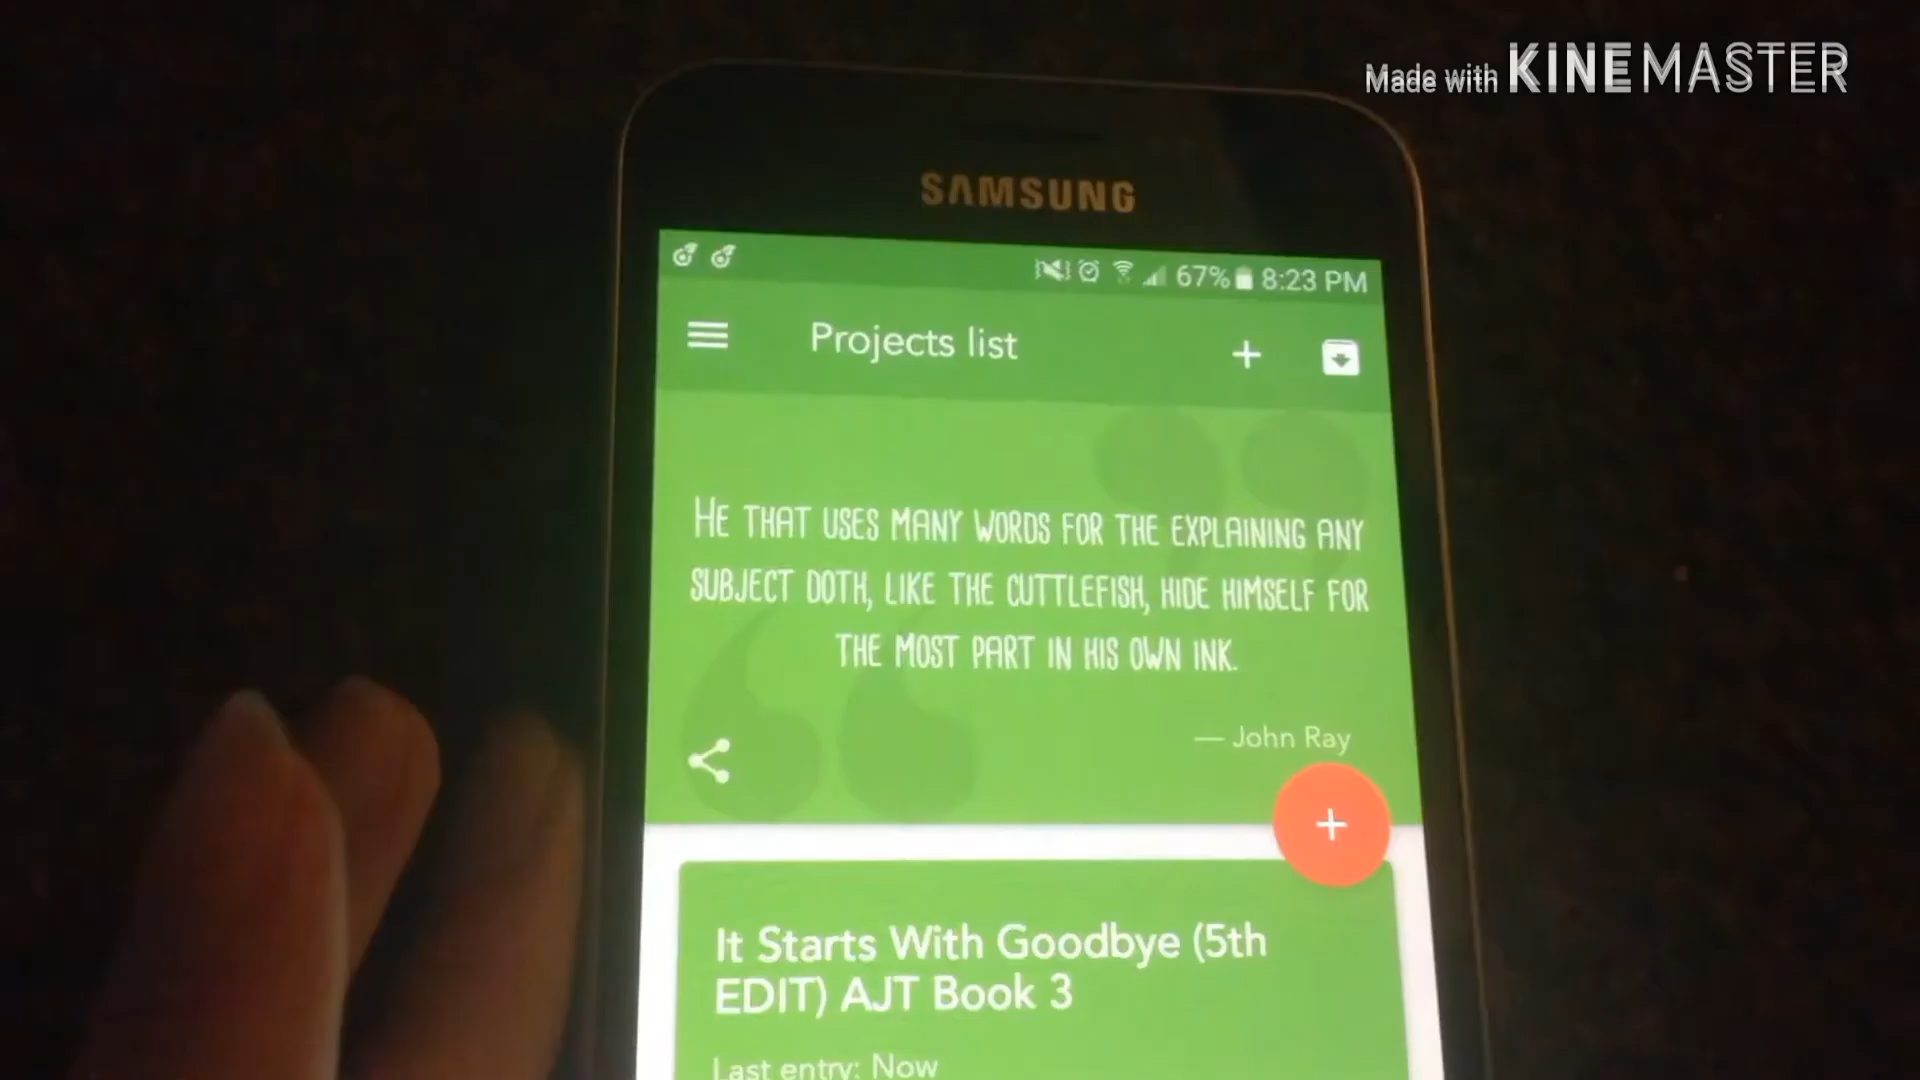 Made with KINEMASTER
SAMSUNG
67% 8:23 PM
Projects list
HE THAT USES MANY WORDS FOR THE EXPLAINING ANY
SUBJECT DOTH, LIKE THE CUTTLEFISH, HIDE HIMSELF FOR
THE MOST PART IN HIS OWN INK.
— John Ray
It Starts With Goodbye (5th
EDIT) AJT Book 3
Last entry: Now